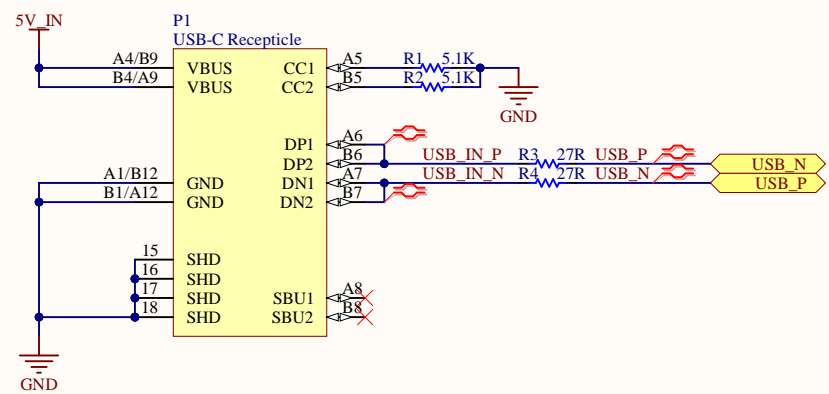 5V_IN
P1
USB-C Recepticle
A4/B9 VBUS CC1 A5 R1 5.1K
B4/A9 VBUS CC2 B5 R2 5.1K
GND
DP1 A6
DP2 B6 USB_IN_P R3 27R USB_P USB_N
A1/B12 GND DN1 A7 USB_IN_N R4 27R USB_N USB_P
B1/A12 GND DN2 B7
15 SHD
16 SHD
17 SHD SBU1 A8
18 SHD SBU2 B8
GND